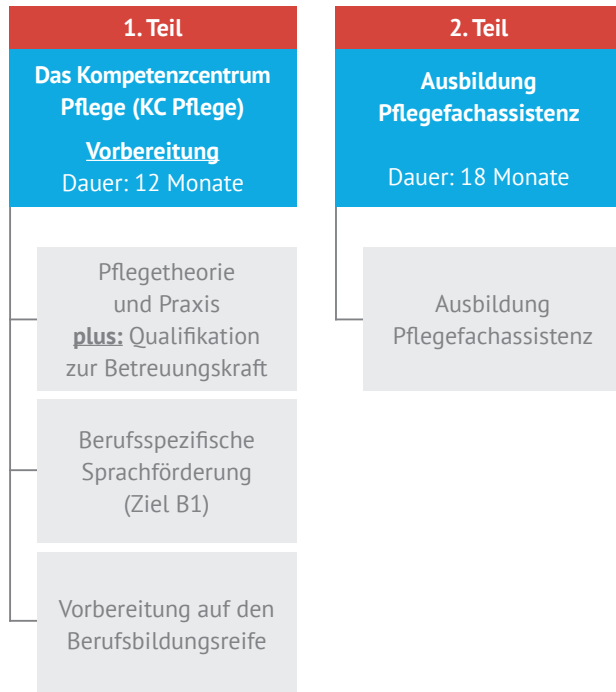 1. Teil
Das Kompetenzcentrum
Pflege (KC Pflege)
Vorbereitung
Dauer: 12 Monate
Pflegetheorie
und Praxis
plus: Qualifikation
zur Betreuungskraft
Berufsspezifische
Sprachförderung
(Ziel B1)
Vorbereitung auf den
Berufsbildungsreife
2. Teil
Ausbildung
Pflegefachassistenz
Dauer: 18 Monate
Ausbildung
Pflegefachassistenz